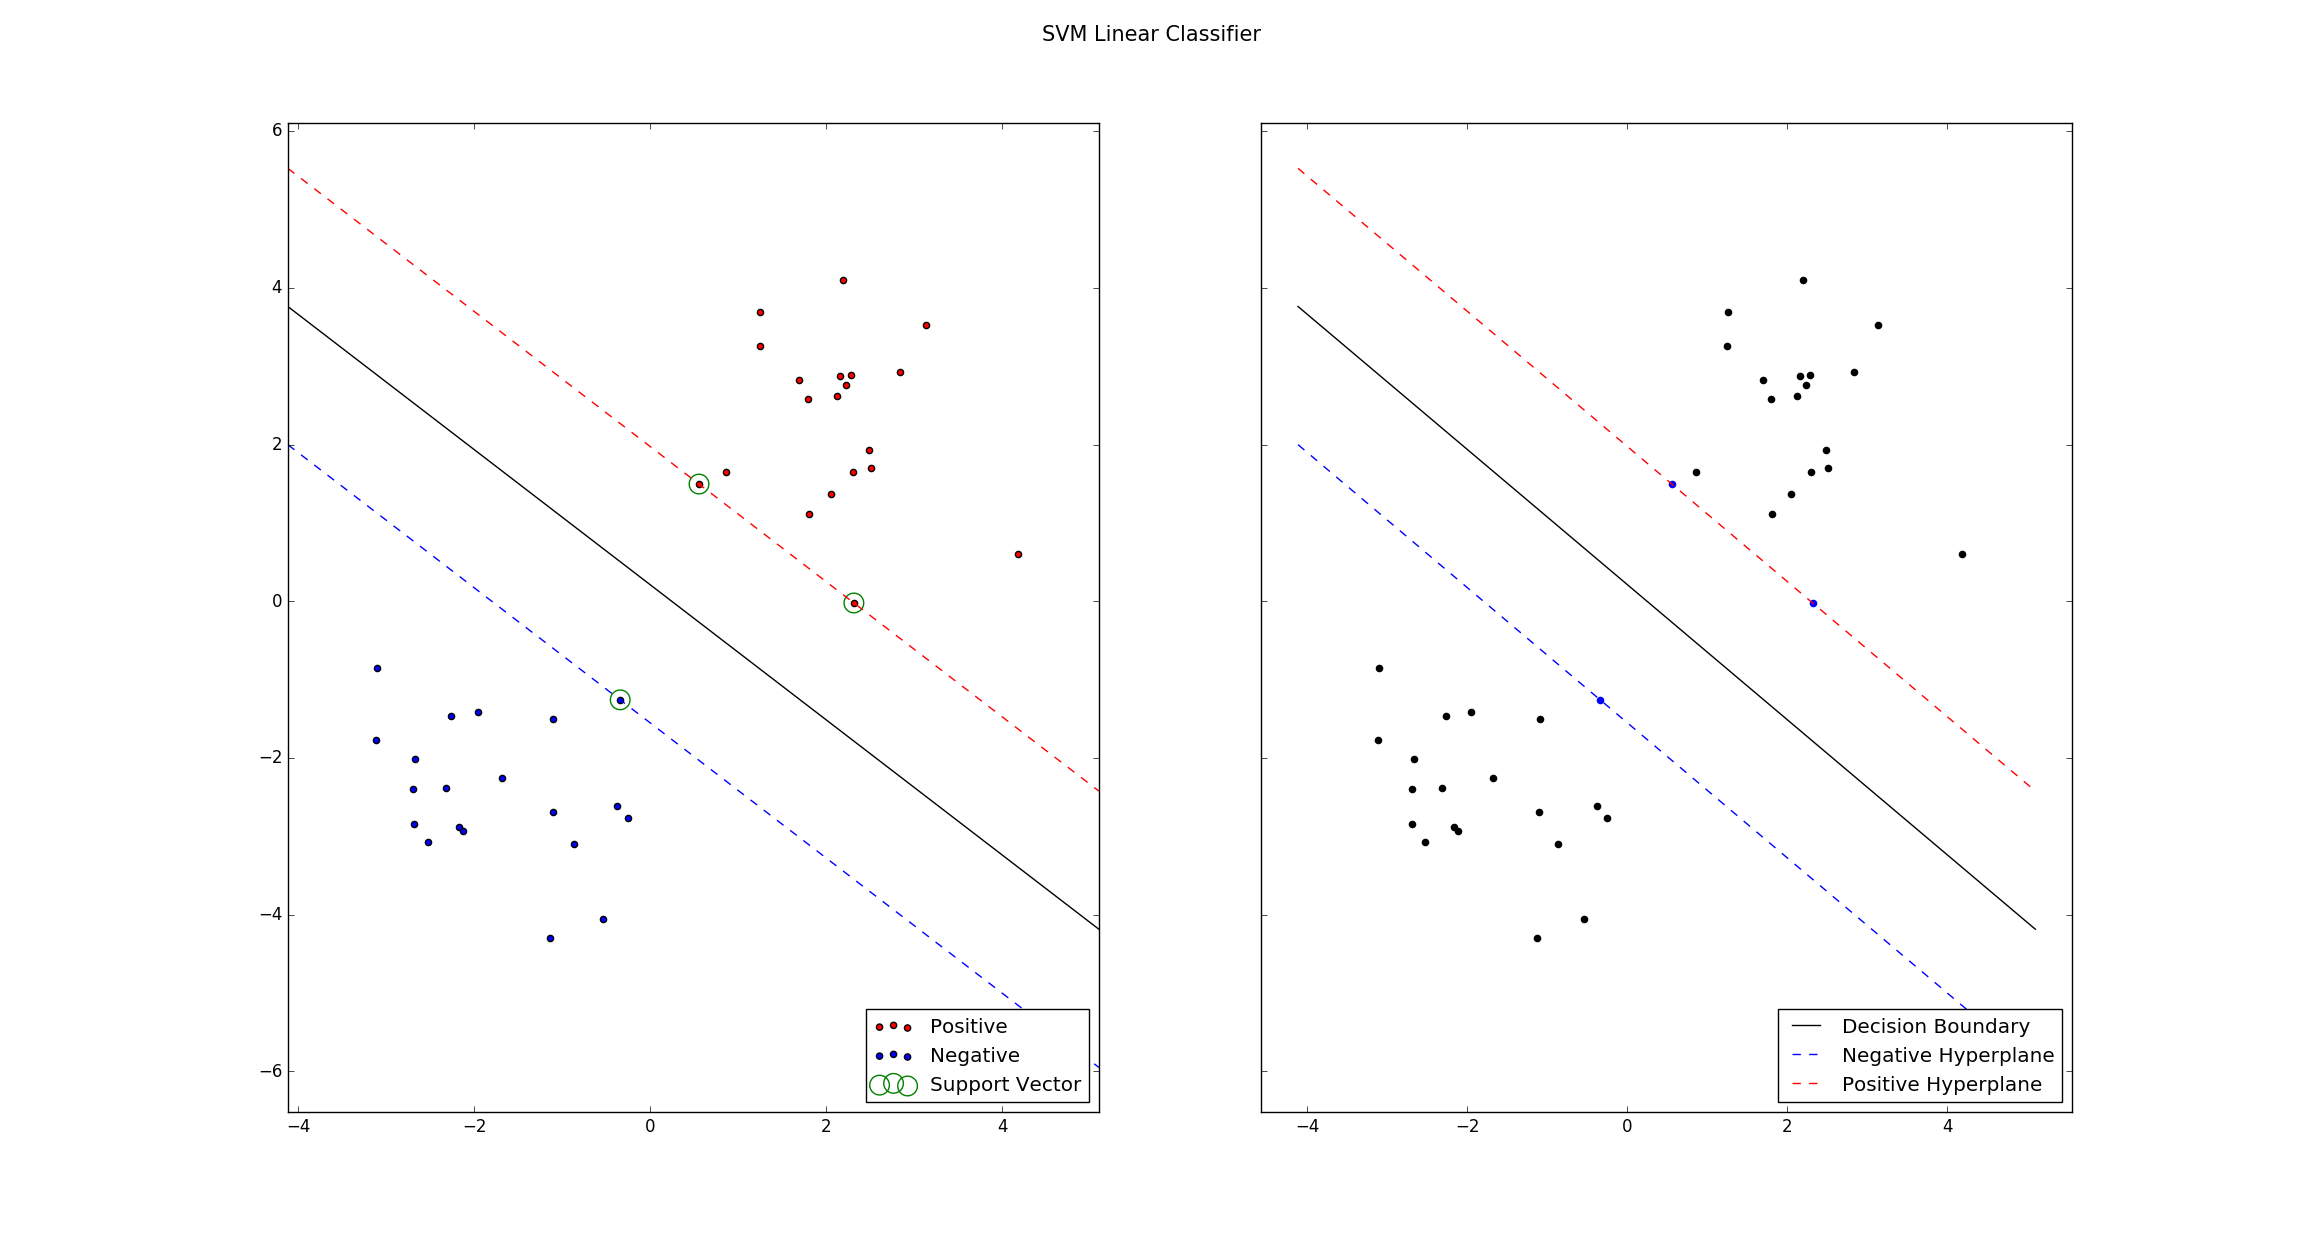 SVM Linear Classifier
6
4
2
0
−2
−4
−6
−4 −2 0 2 4
Positive
Negative
Support Vector
−4 −2 0 2 4
Decision Boundary
Negative Hyperplane
Positive Hyperplane